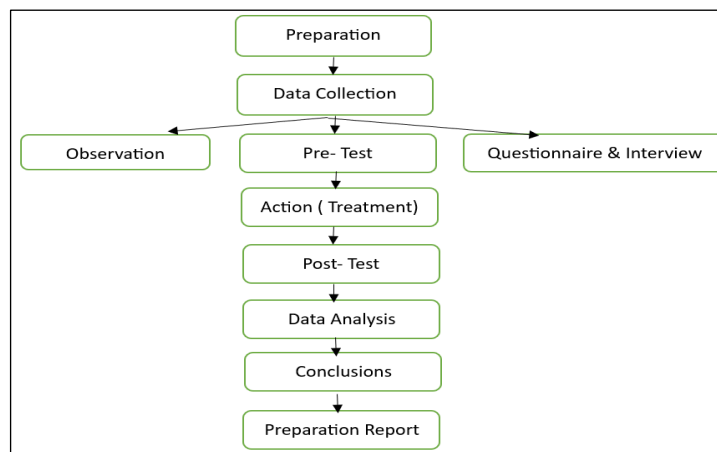 Preparation
Data Collection
Observation
Pre- Test
Questionnaire & Interview
Action ( Treatment)
Post- Test
Data Analysis
Conclusions
Preparation Report